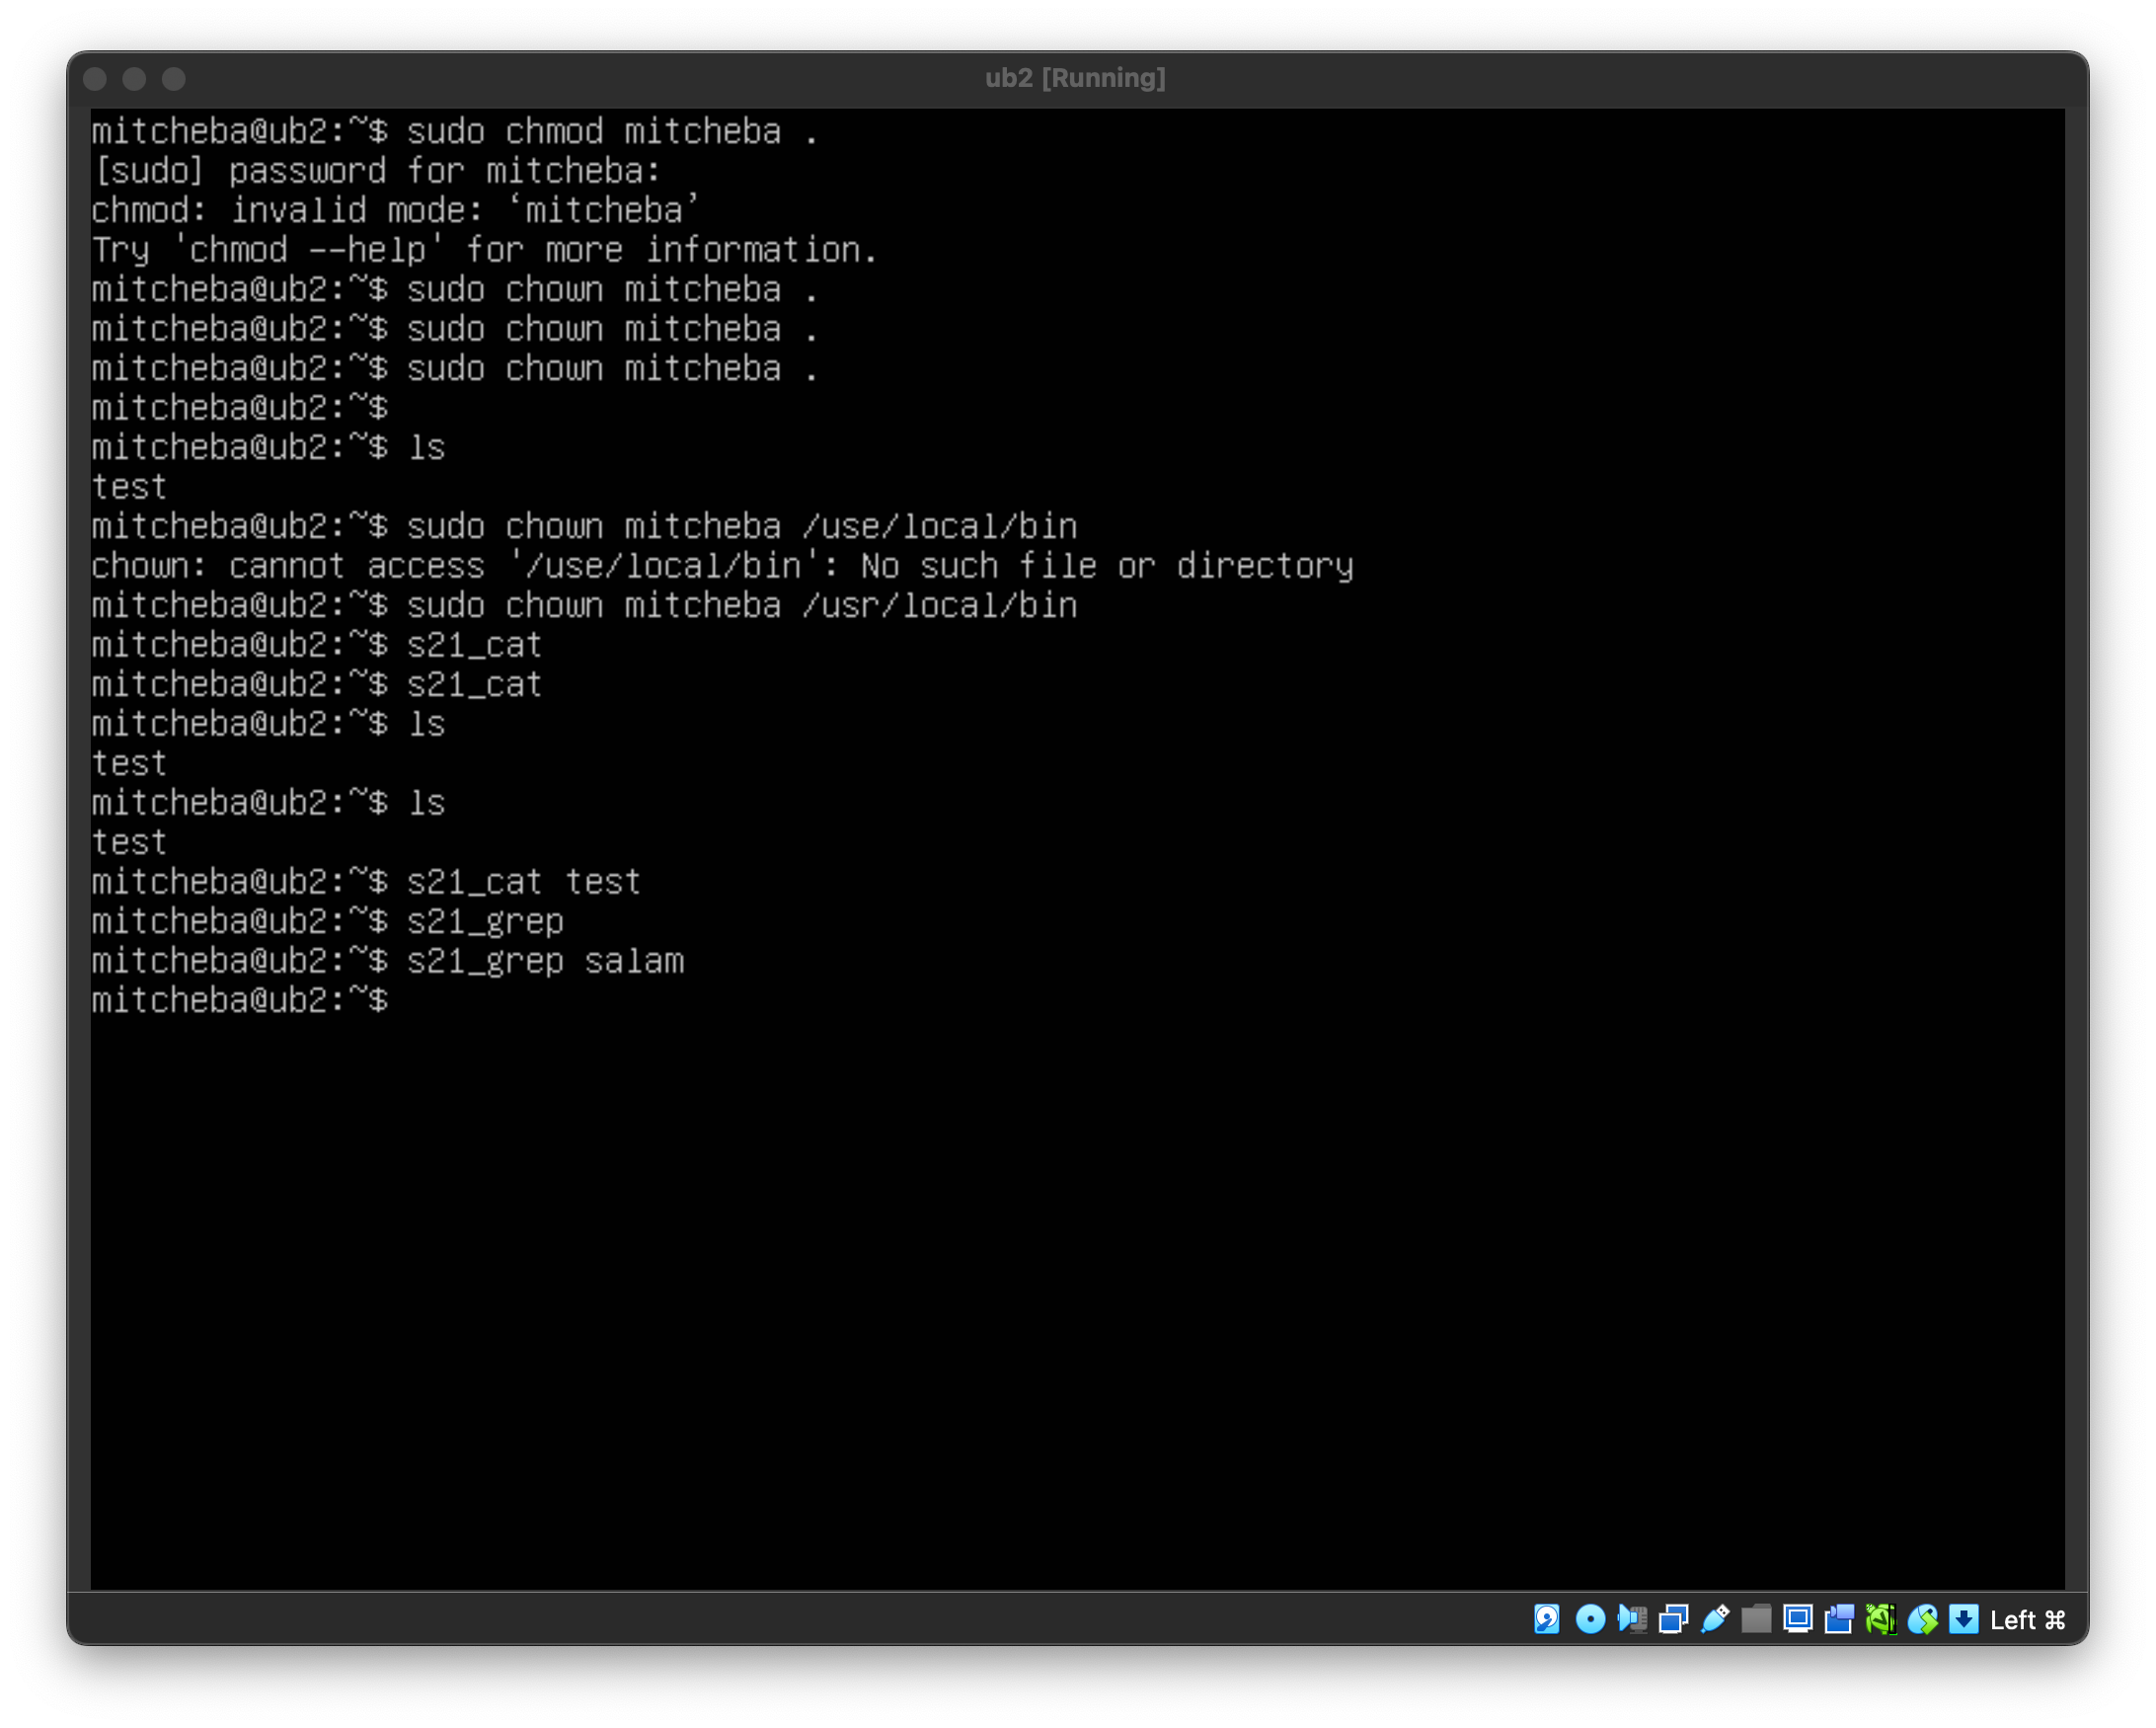 ub2 [Running]
mitcheba@ub2:~$ sudo chmod mitcheba .
[sudo] password for mitcheba:
chmod: invalid mode: ‘mitcheba’
Try 'chmod --help' for more information.
mitcheba@ub2:~$ sudo chown mitcheba .
mitcheba@ub2:~$ sudo chown mitcheba .
mitcheba@ub2:~$ sudo chown mitcheba .
mitcheba@ub2:~$
mitcheba@ub2:~$ ls
test
mitcheba@ub2:~$ sudo chown mitcheba /use/local/bin
chown: cannot access '/use/local/bin': No such file or directory
mitcheba@ub2:~$ sudo chown mitcheba /usr/local/bin
mitcheba@ub2:~$ s21_cat
mitcheba@ub2:~$ s21_cat
mitcheba@ub2:~$ ls
test
mitcheba@ub2:~$ ls
test
mitcheba@ub2:~$ s21_cat test
mitcheba@ub2:~$ s21_grep
mitcheba@ub2:~$ s21_grep salam
mitcheba@ub2:~$
Left ⌘